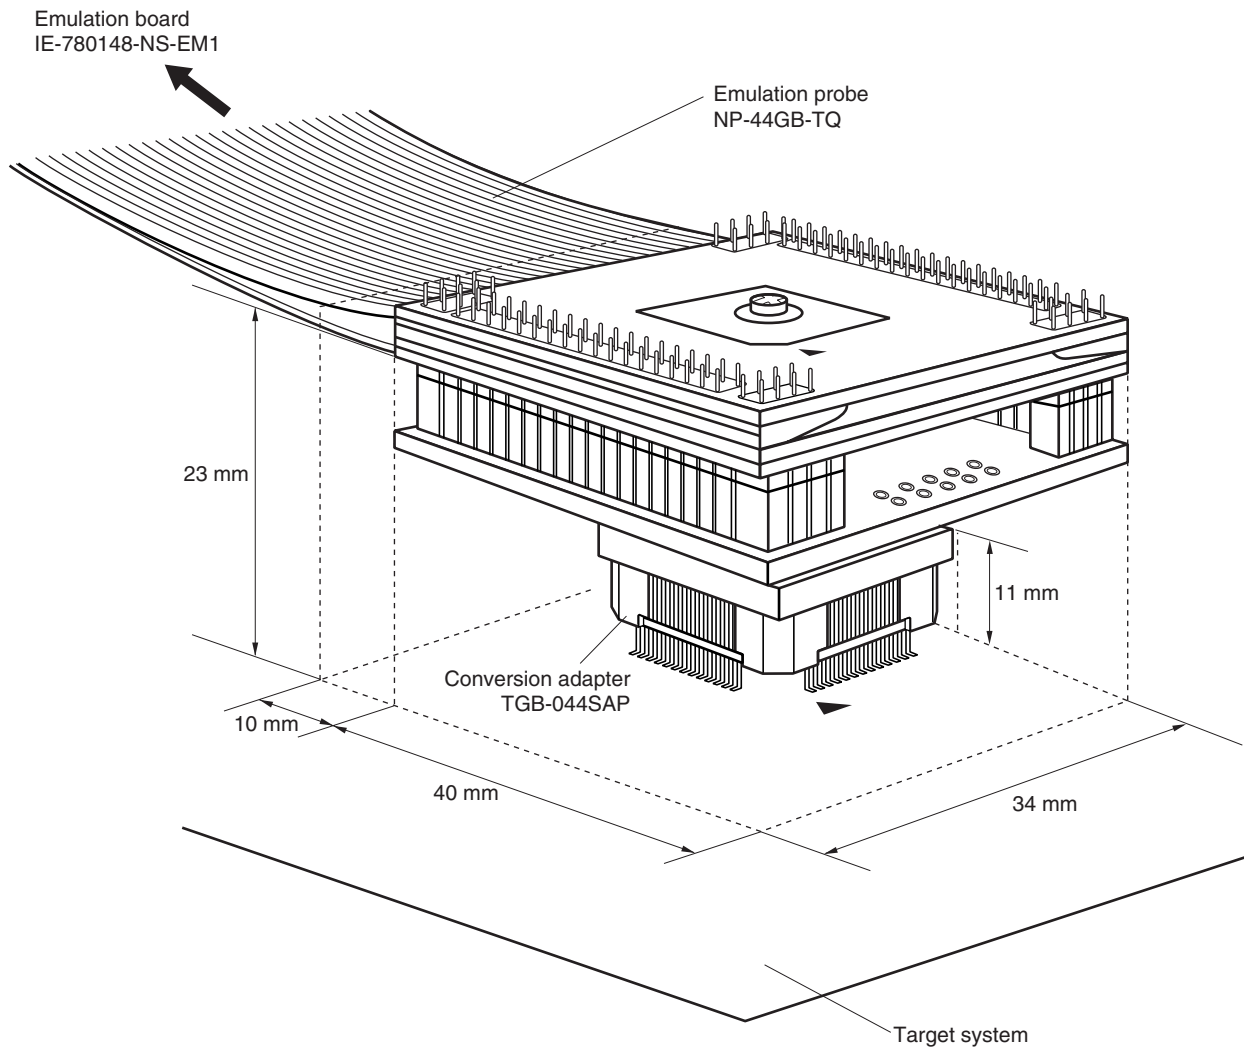 Emulation board
IE-780148-NS-EM1
Emulation probe
NP-44GB-TQ
23 mm
11 mm
Conversion adapter
TGB-044SAP
10 mm
40 mm
34 mm
Target system